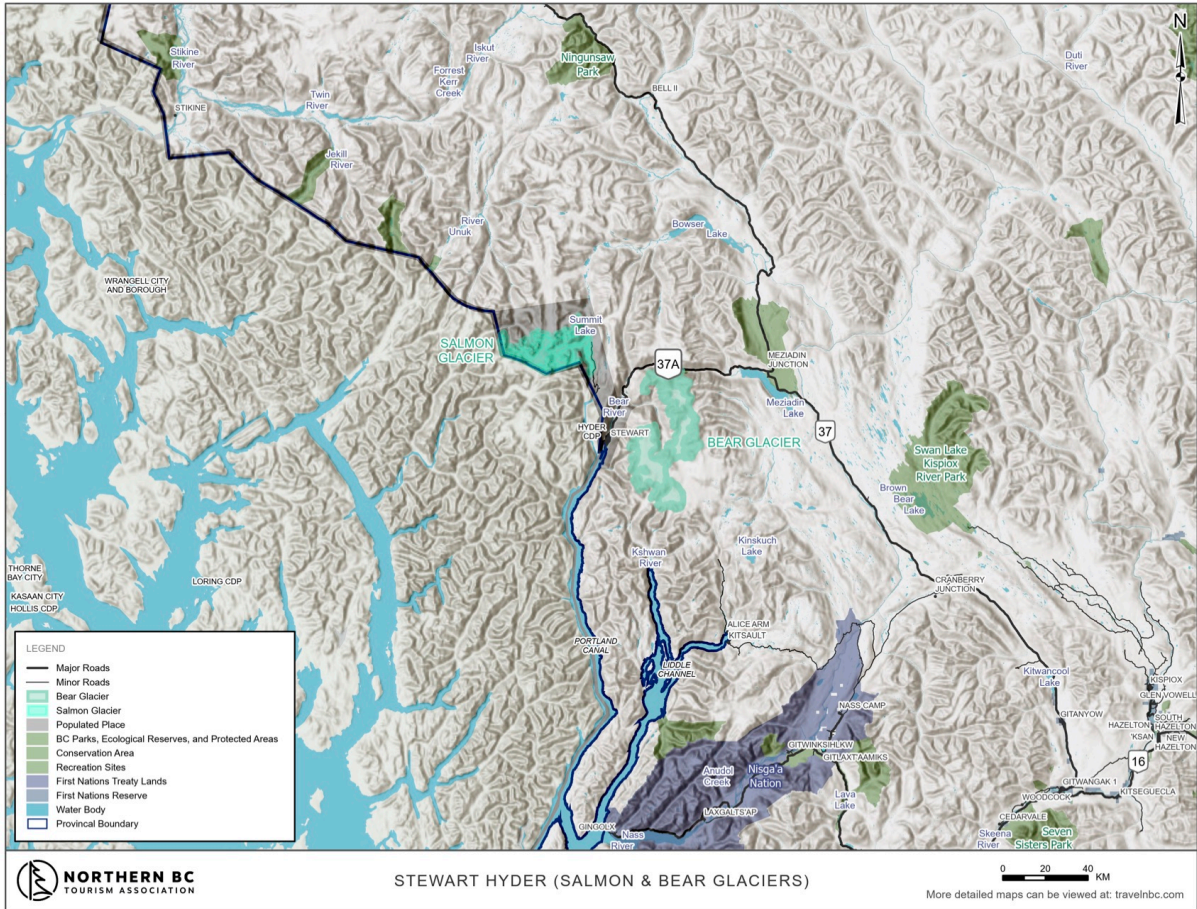 N
Stikine
River
Iskut
River
Ningunsaw
Park
Duti
River
Forrest
Kerr
Creek
BELL II
Twin
River
STIKINE
Jekill
River
River
Unuk
Bowser
Lake
WRANGELL CITY
AND BOROUGH
Summit
Lake
SALMON
GLACIER
37A
MEZIADIN
JUNCTION
Bear
River
Meziadin
Lake
HYDER
CDP
STEWART
BEAR GLACIER
37
Swan Lake
Kispiox
River Park
Brown
Bear
Lake
Kshwan
River
Kinskuch
Lake
THORNE
BAY CITY
KASAAN CITY
HOLLIS CDP
LORING CDP
CRANBERRY
JUNCTION
ALICE ARM
KITSAULT
PORTLAND
CANAL
LIDDLE
CHANNEL
Kitwancool
Lake
KISPIOX
GLEN VOWELL
NASS CAMP
GITANYOW
HAZELTON
SOUTH
HAZELTON
'KSAN
NEW
HAZELTON
GITWINKSIHLKW
GITLAXT'AAMIKS
16
Anudol
Creek
Nisga'a
Nation
GITWANGAK 1
KITSEGUECLA
WOODCOCK
Lava
Lake
LAXGALTS'AP
CEDARVALE
GINGOLX
Nass
River
Skeena
River
Seven
Sisters Park
LEGEND
Major Roads
Minor Roads
Bear Glacier
Salmon Glacier
Populated Place
BC Parks, Ecological Reserves, and Protected Areas
Conservation Area
Recreation Sites
First Nations Treaty Lands
First Nations Reserve
Water Body
Provincal Boundary
NORTHERN BC
TOURISM ASSOCIATION
STEWART HYDER (SALMON & BEAR GLACIERS)
0 20 40
KM
More detailed maps can be viewed at: travelnbc.com